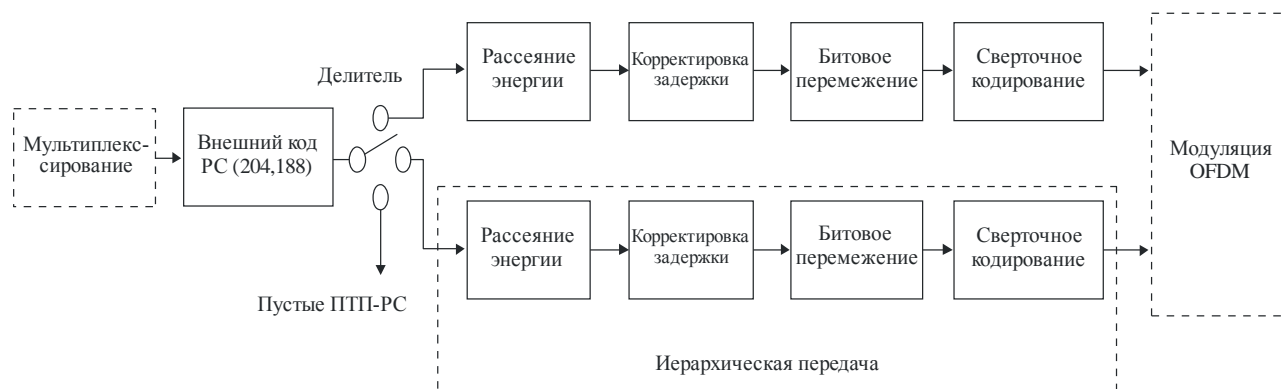 Делитель
Рассеяние
энергии
Корректировка
задержки
Битовое
перемежение
Сверточное
кодирование
Мультиплек-
сирование
Внешний код
РС (204,188)
Модуляция
OFDM
Рассеяние
энергии
Корректировка
задержки
Битовое
перемежение
Сверточное
кодирование
Пустые ПТП-РС
Иерархическая передача